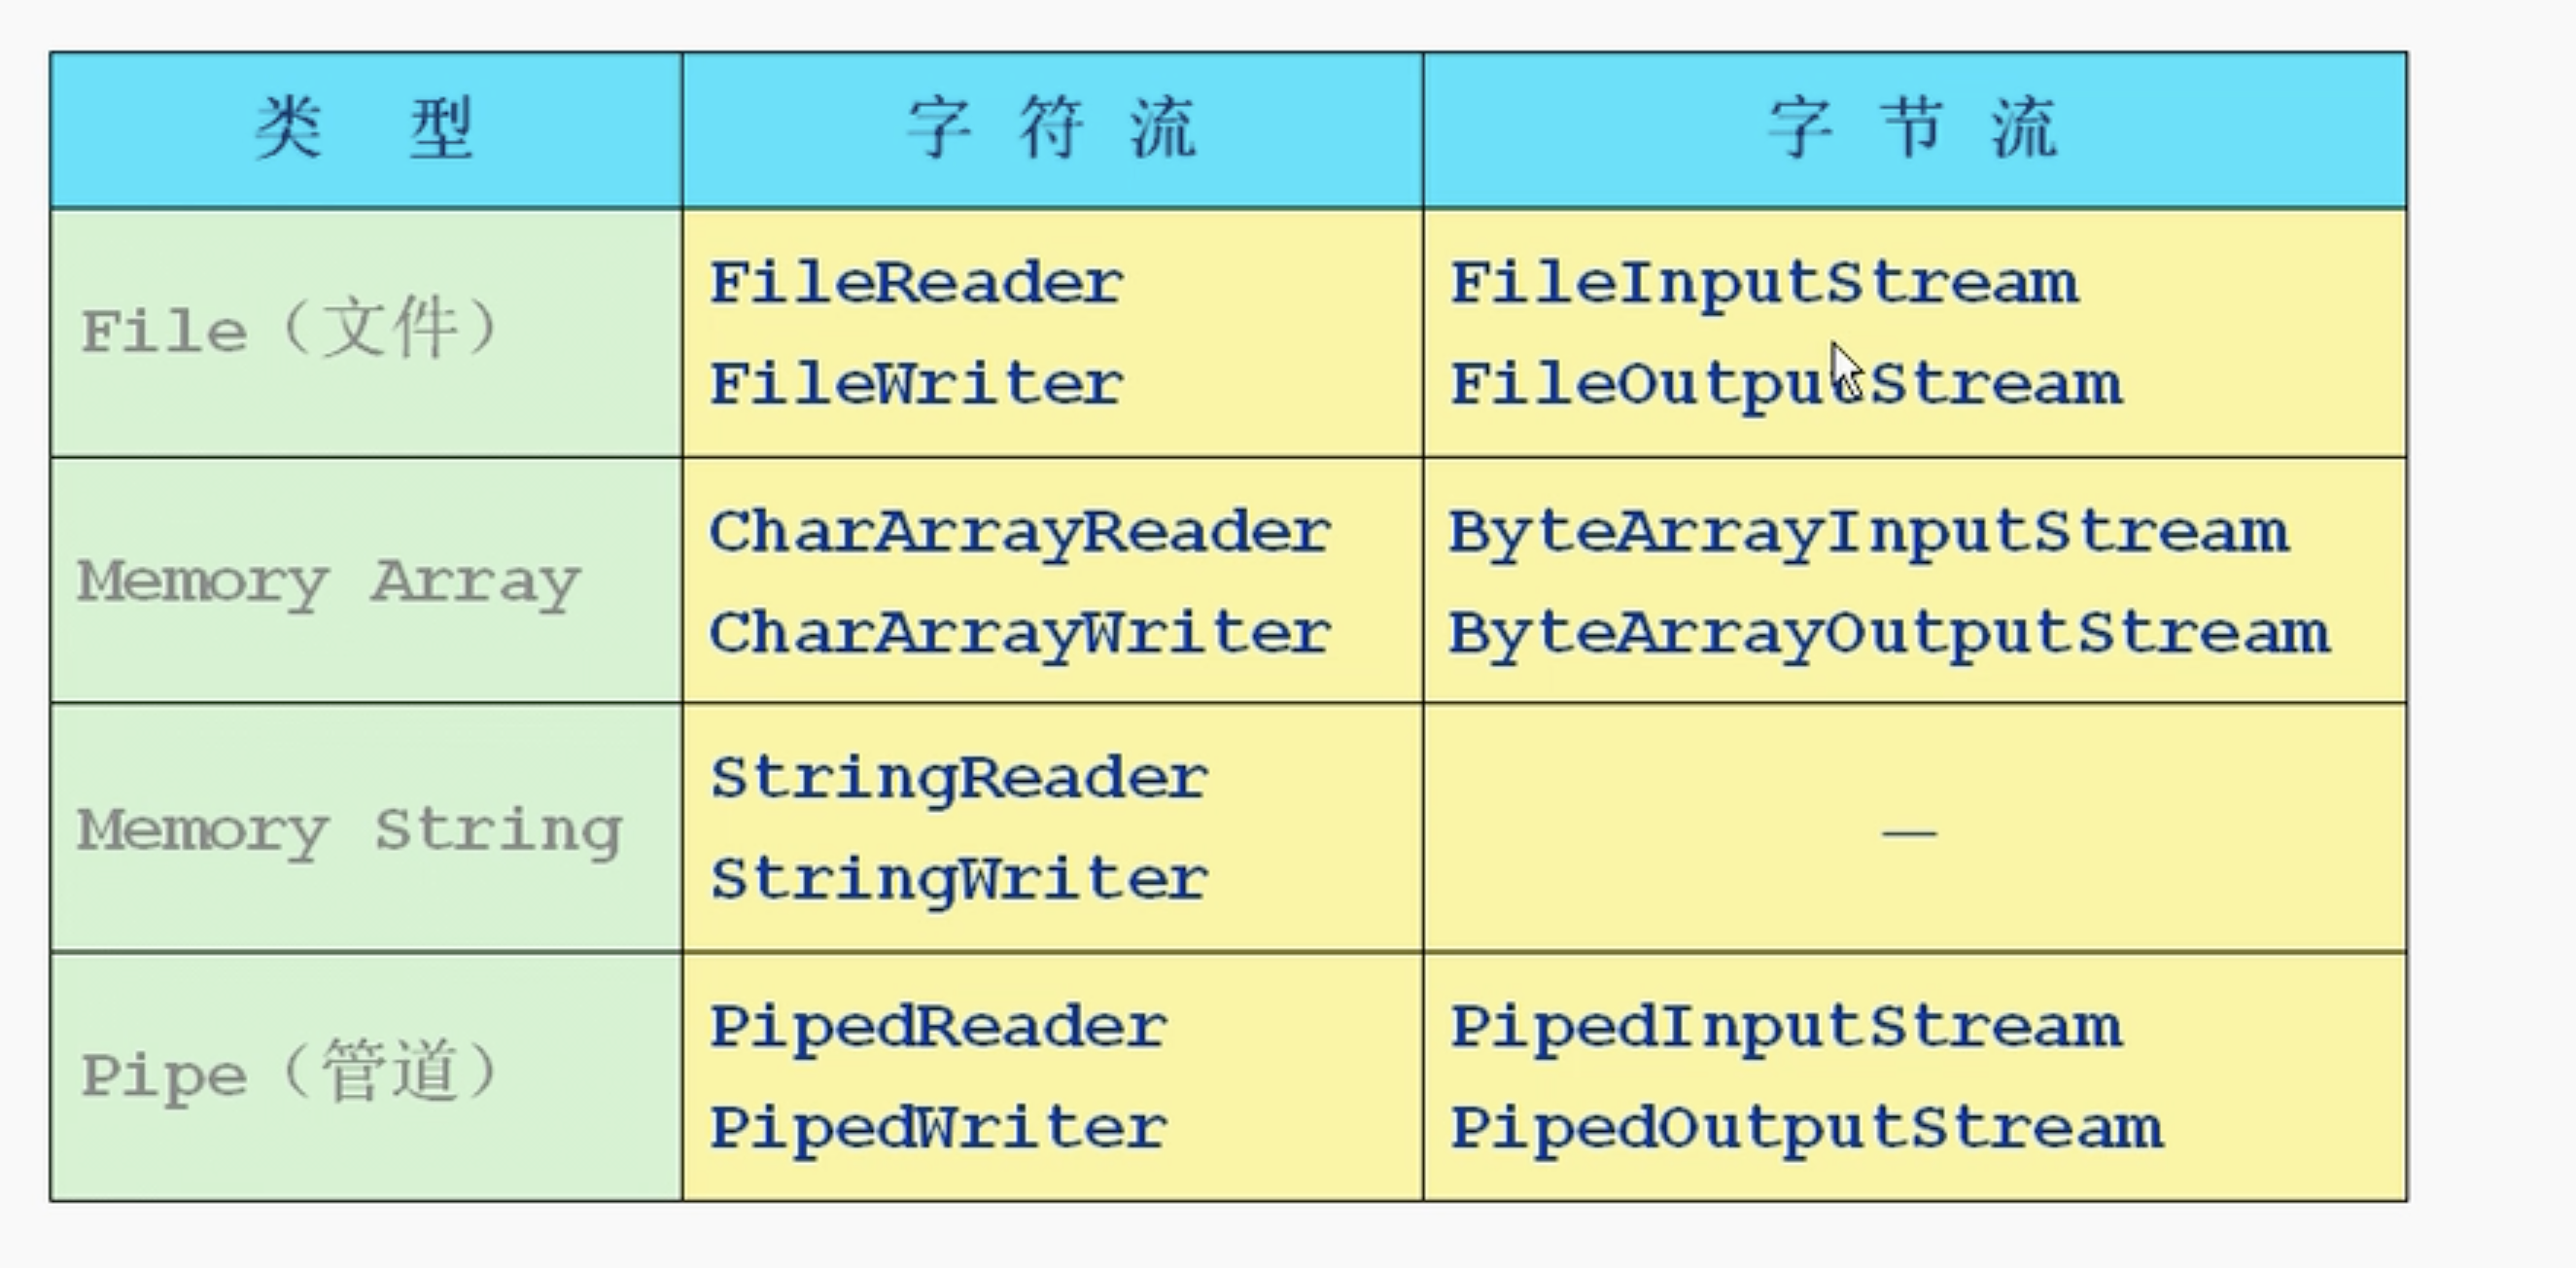 类 型 字 符 流 字 节 流
File（文件） FileReader FileInputStream
FileWriter FileOutputStream
Memory Array CharArrayReader ByteArrayInputStream
CharArrayWriter ByteArrayOutputStream
Memory String StringReader —
StringWriter
Pipe（管道） PipedReader PipedInputStream
PipedWriter PipedOutputStream